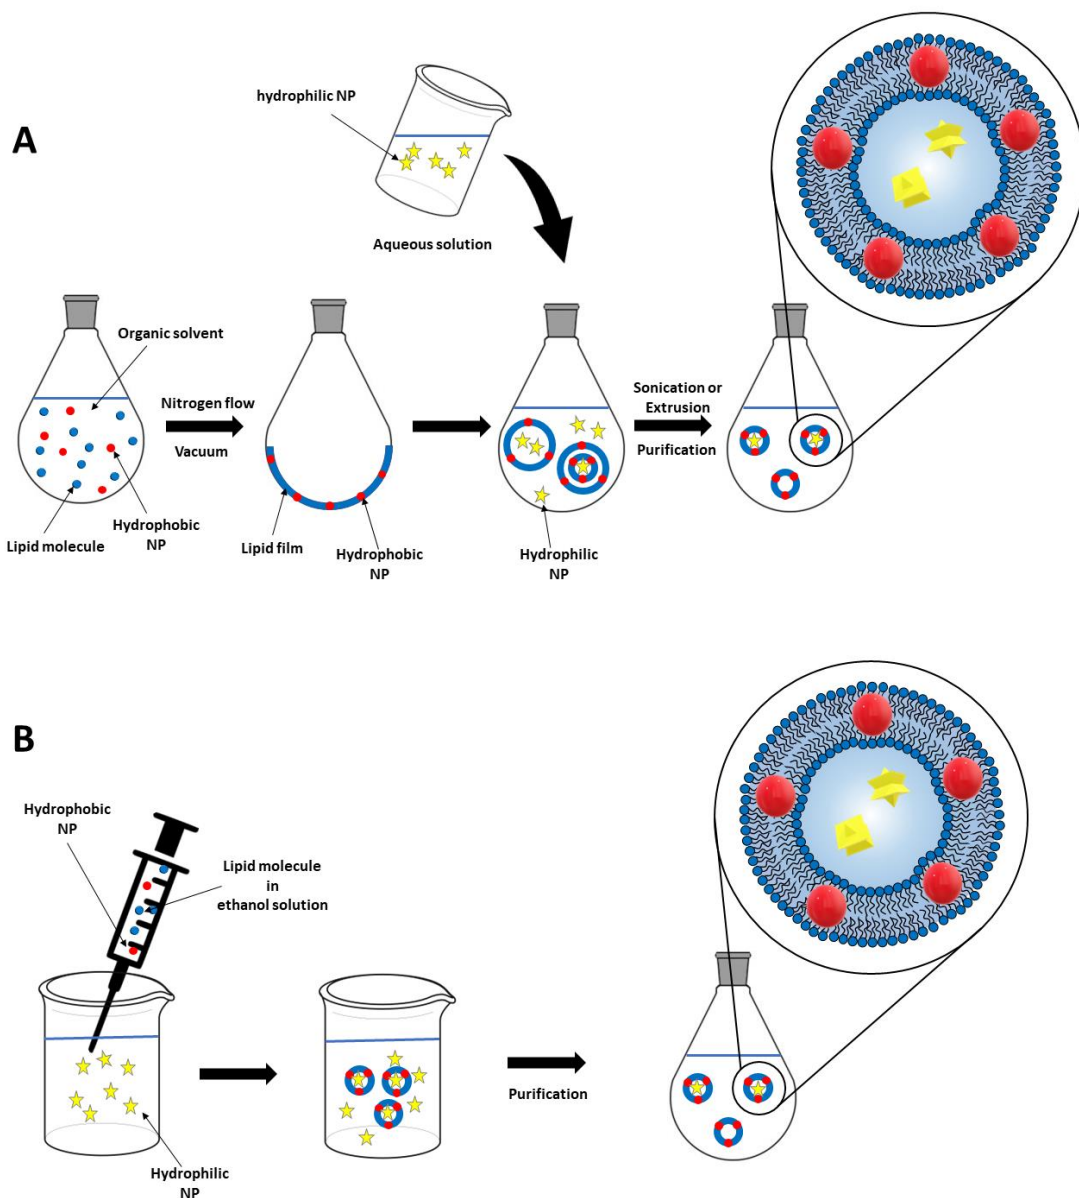 A
hydrophilic NP
Aqueous solution
Organic solvent
Nitrogen flow
Vacuum
Sonication or
Extrusion
Purification
Lipid molecule
Hydrophobic
NP
Lipid film
Hydrophobic
NP
Hydrophilic
NP
B
Hydrophobic
NP
Lipid molecule
in
ethanol solution
Purification
Hydrophilic
NP